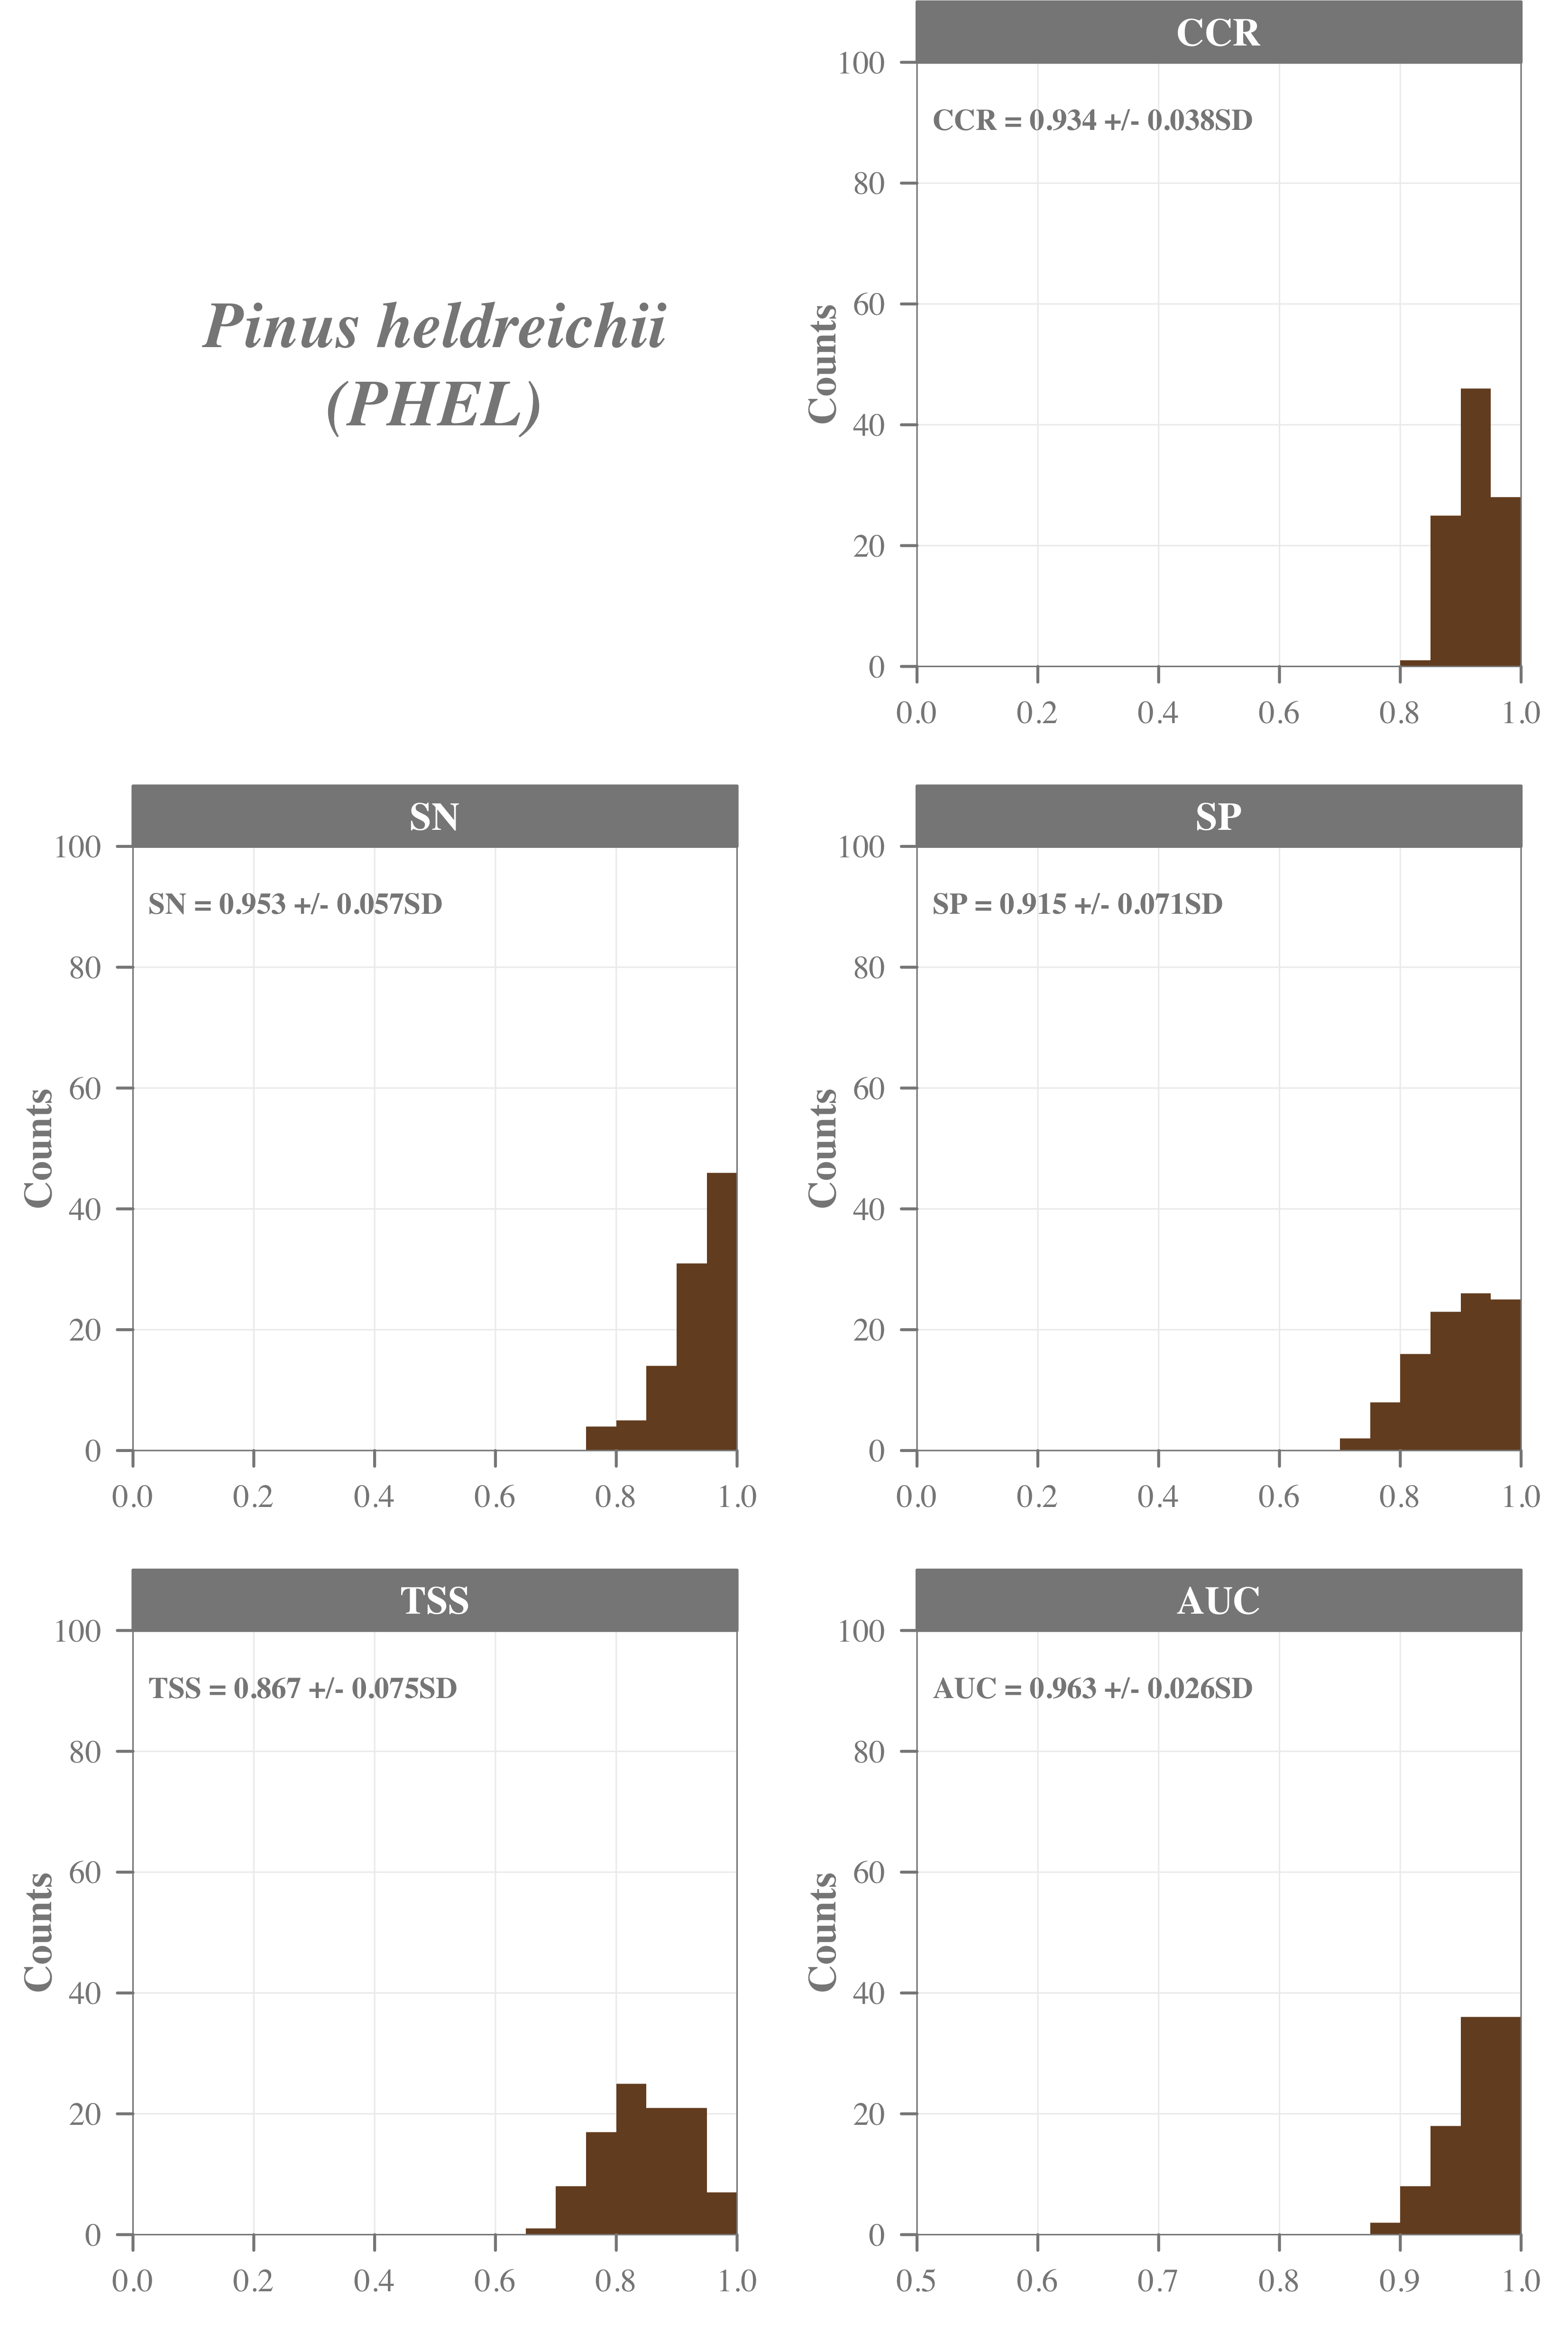 CCR
100
CCR = 0.934 +/- 0.038SD
80
60
Counts
40
20
0
0.0 0.2 0.4 0.6 0.8 1.0
Pinus heldreichii
(PHEL)
SN
100
SN = 0.953 +/- 0.057SD
80
60
Counts
40
20
0
0.0 0.2 0.4 0.6 0.8 1.0
SP
100
SP = 0.915 +/- 0.071SD
80
60
Counts
40
20
0
0.0 0.2 0.4 0.6 0.8 1.0
TSS
100
TSS = 0.867 +/- 0.075SD
80
60
Counts
40
20
0
0.0 0.2 0.4 0.6 0.8 1.0
AUC
100
AUC = 0.963 +/- 0.026SD
80
60
Counts
40
20
0
0.5 0.6 0.7 0.8 0.9 1.0